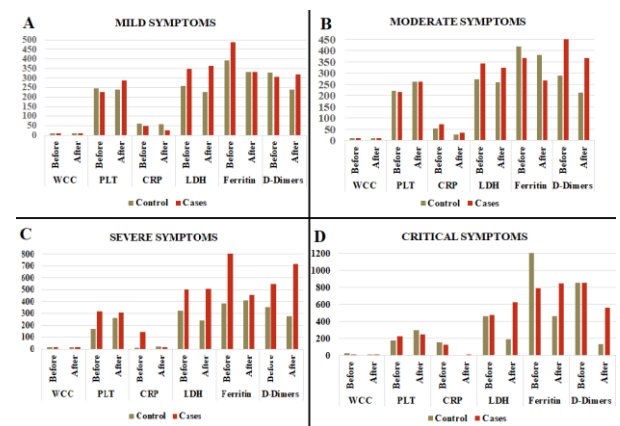 A
MILD SYMPTOMS
500
450
400
350
300
250
200
150
100
50
0
Before After Before After Before After Before After Before After Before After
WCC PLT CRP LDH Ferritin D-Dimers
Control Cases
B
MODERATE SYMPTOMS
450
400
350
300
250
200
150
100
50
0
Before After Before After Before After Before After Before After Before After
WCC PLT CRP LDH Ferritin D-Dimers
Control Cases
C
SEVERE SYMPTOMS
800
700
600
500
400
300
200
100
0
Before After Before After Before After Before After Before After Before After
WCC PLT CRP LDH Ferritin D-Dimers
Control Cases
D
CRITICAL SYMPTOMS
1200
1000
800
600
400
200
0
Before After Before After Before After Before After Before After Before After
WCC PLT CRP LDH Ferritin D-Dimers
Control Cases